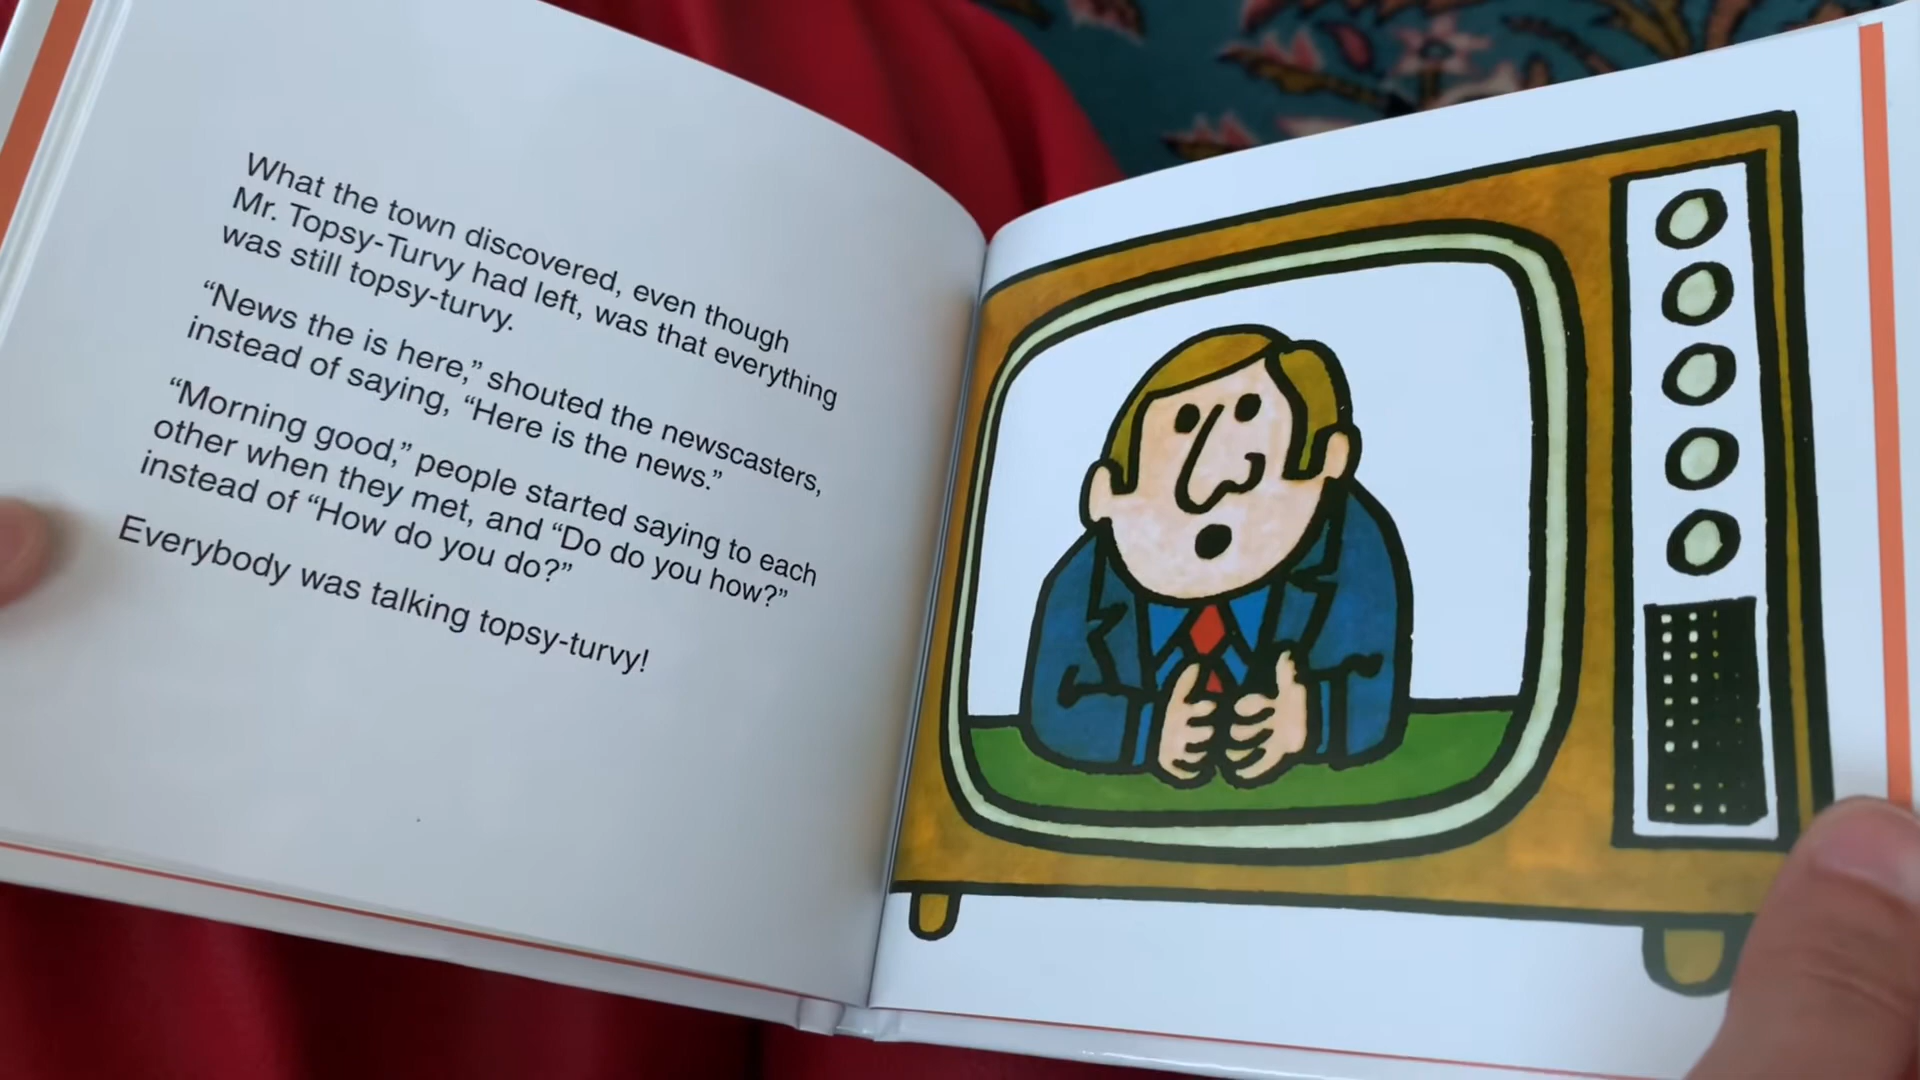 What the town discovered, even though
Mr. Topsy-Turvy had left, was that everything
was still topsy-turvy.
“News the is here,” shouted the newscasters,
instead of saying, “Here is the news.”
“Morning good,” people started saying to each
other when they met, and “Do do you how?”
instead of “How do you do?”
Everybody was talking topsy-turvy!